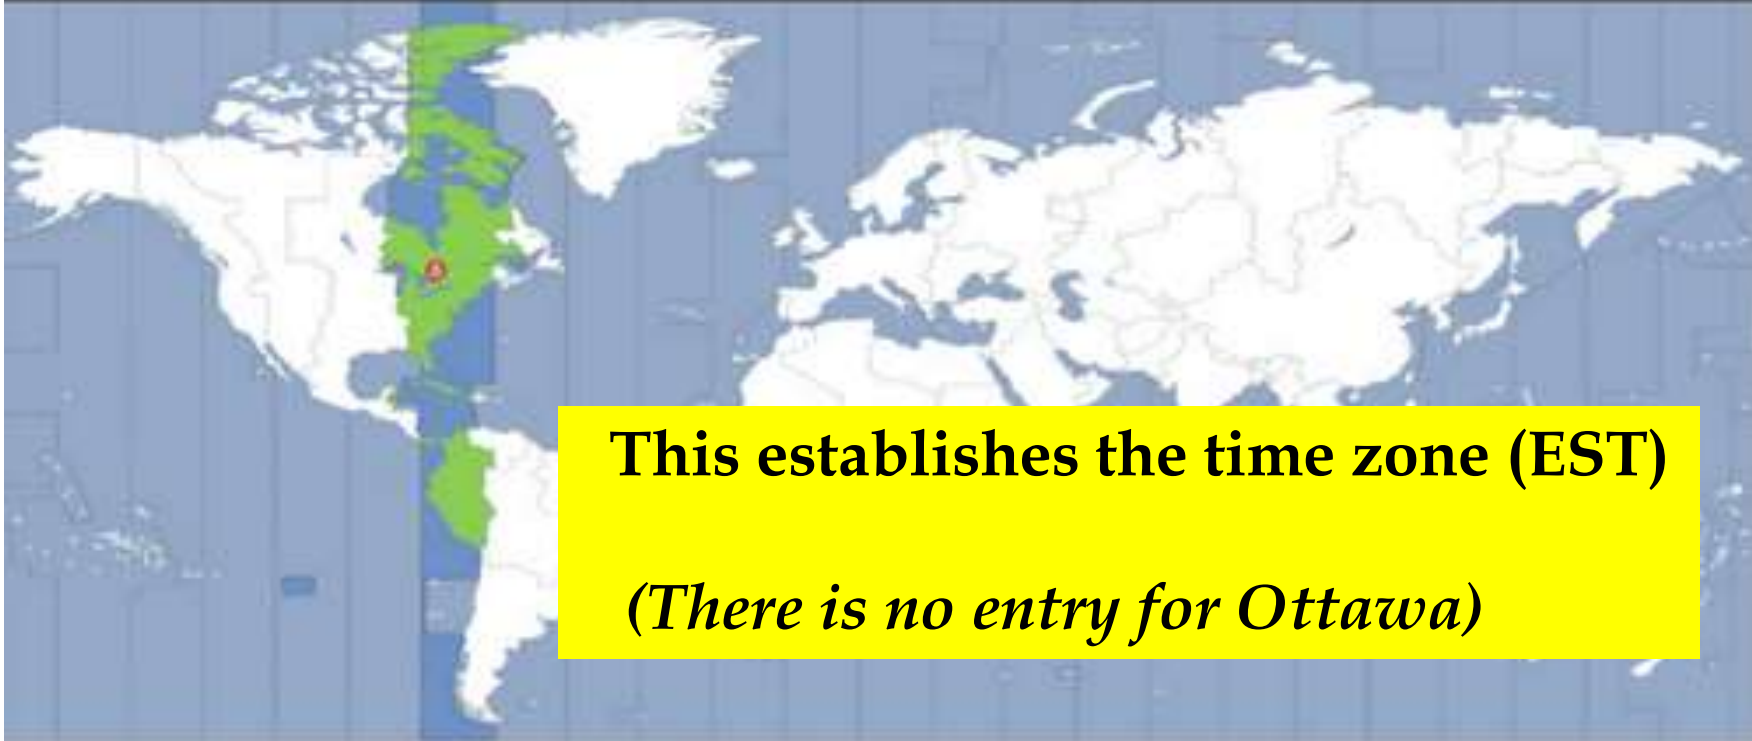 This establishes the time zone (EST)
(There is no entry for Ottawa)